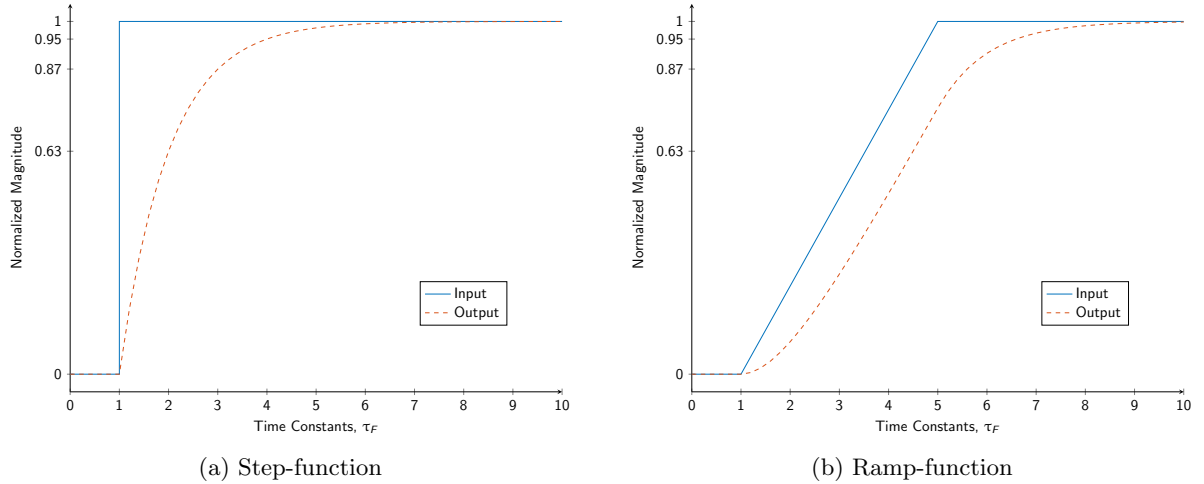 1
0.95
0.87
0.63
0
Normalized Magnitude
Input
Output
0 1 2 3 4 5 6 7 8 9 10
Time Constants, τF
(a) Step-function
1
0.95
0.87
0.63
0
Normalized Magnitude
Input
Output
0 1 2 3 4 5 6 7 8 9 10
Time Constants, τF
(b) Ramp-function